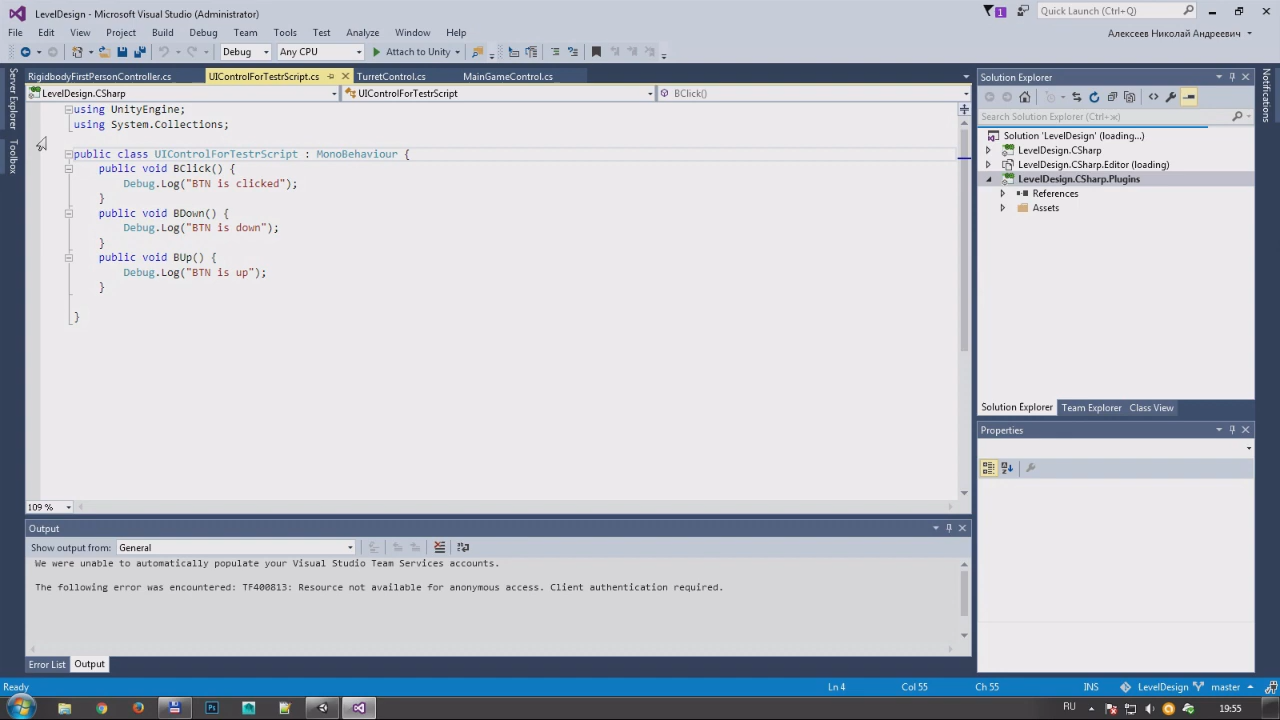 LevelDesign - Microsoft Visual Studio (Administrator)
1
Quick Launch (Ctrl+Q)
File Edit View Project Build Debug Team Tools Test Analyze Window Help
Алексеев Николай Андреевич
Debug Any CPU Attach to Unity
Server Explorer
Toolbox
Notifications
RigidbodyFirstPersonController.cs UIControlForTestrScript.cs TurretControl.cs MainGameControl.cs
LevelDesign.CSharp UIControlForTestrScript BClick()
using UnityEngine;
using System.Collections;
public class UIControlForTestrScript : MonoBehaviour {
public void BClick() {
Debug.Log("BTN is clicked");
}
public void BDown() {
Debug.Log("BTN is down");
}
public void BUp() {
Debug.Log("BTN is up");
}
}
109 %
Solution Explorer
Search Solution Explorer (Ctrl+ж)
Solution 'LevelDesign' (loading...)
LevelDesign.CSharp
LevelDesign.CSharp.Editor (loading)
LevelDesign.CSharp.Plugins
References
Assets
Solution Explorer Team Explorer Class View
Properties
Output
Show output from: General
We were unable to automatically populate your Visual Studio Team Services accounts.
The following error was encountered: TF400813: Resource not available for anonymous access. Client authentication required.
Error List Output
Ready Ln 4 Col 55 Ch 55 INS LevelDesign master
RU 19:55